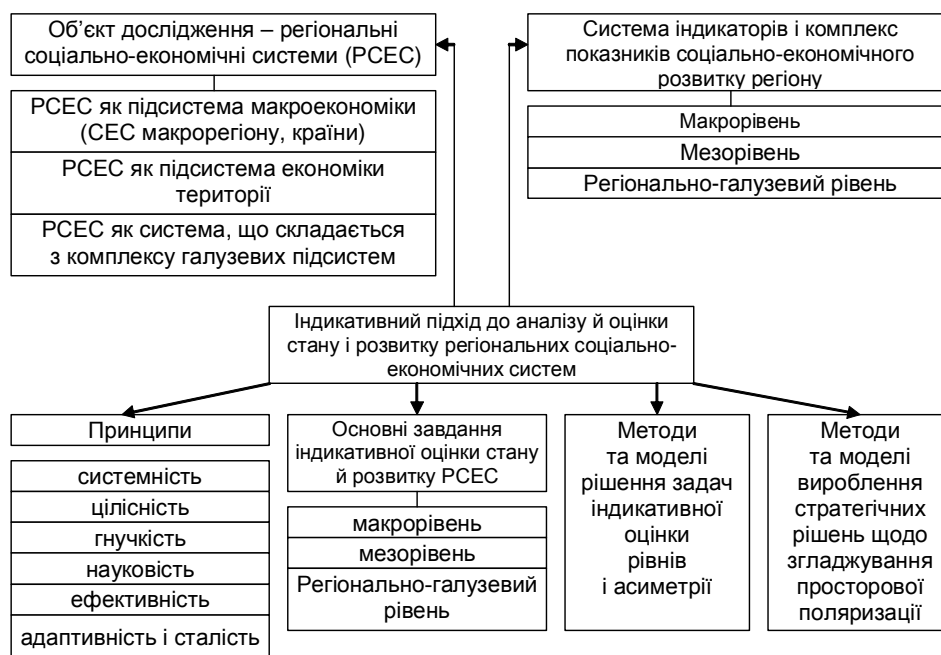 Об’єкт дослідження – регіональні
соціально-економічні системи (РСЕС)
РСЕС як підсистема макроекономіки
(СЕС макрорегіону, країни)
РСЕС як підсистема економіки
території
РСЕС як система, що складається
з комплексу галузевих підсистем
Система індикаторів і комплекс
показників соціально-економічного
розвитку регіону
Макрорівень
Мезорівень
Регіонально-галузевий рівень
Індикативний підхід до аналізу й оцінки
стану і розвитку регіональних соціально-
економічних систем
Принципи
системність
цілісність
гнучкість
науковість
ефективність
адаптивність і сталість
Основні завдання
індикативної оцінки стану
й розвитку РСЕС
макрорівень
мезорівень
Регіонально-галузевий
рівень
Методи
та моделі
рішення задач
індикативної
оцінки
рівнів
і асиметрії
Методи
та моделі
вироблення
стратегічних
рішень щодо
згладжування
просторової
поляризації